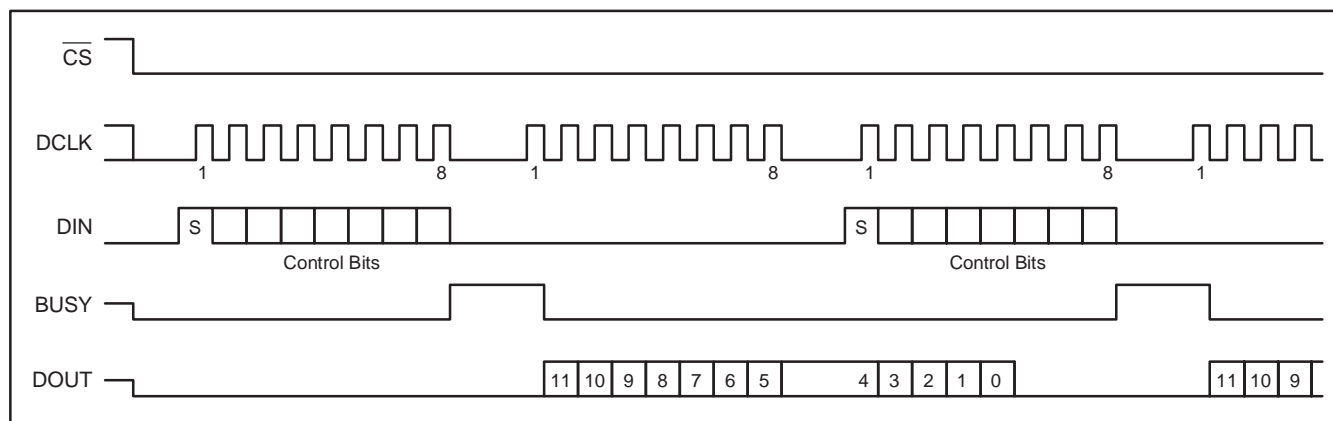 CS
DCLK
1 8 1 8 1 8 1
DIN
S S
Control Bits Control Bits
BUSY
DOUT
11 10 9 8 7 6 5 4 3 2 1 0 11 10 9